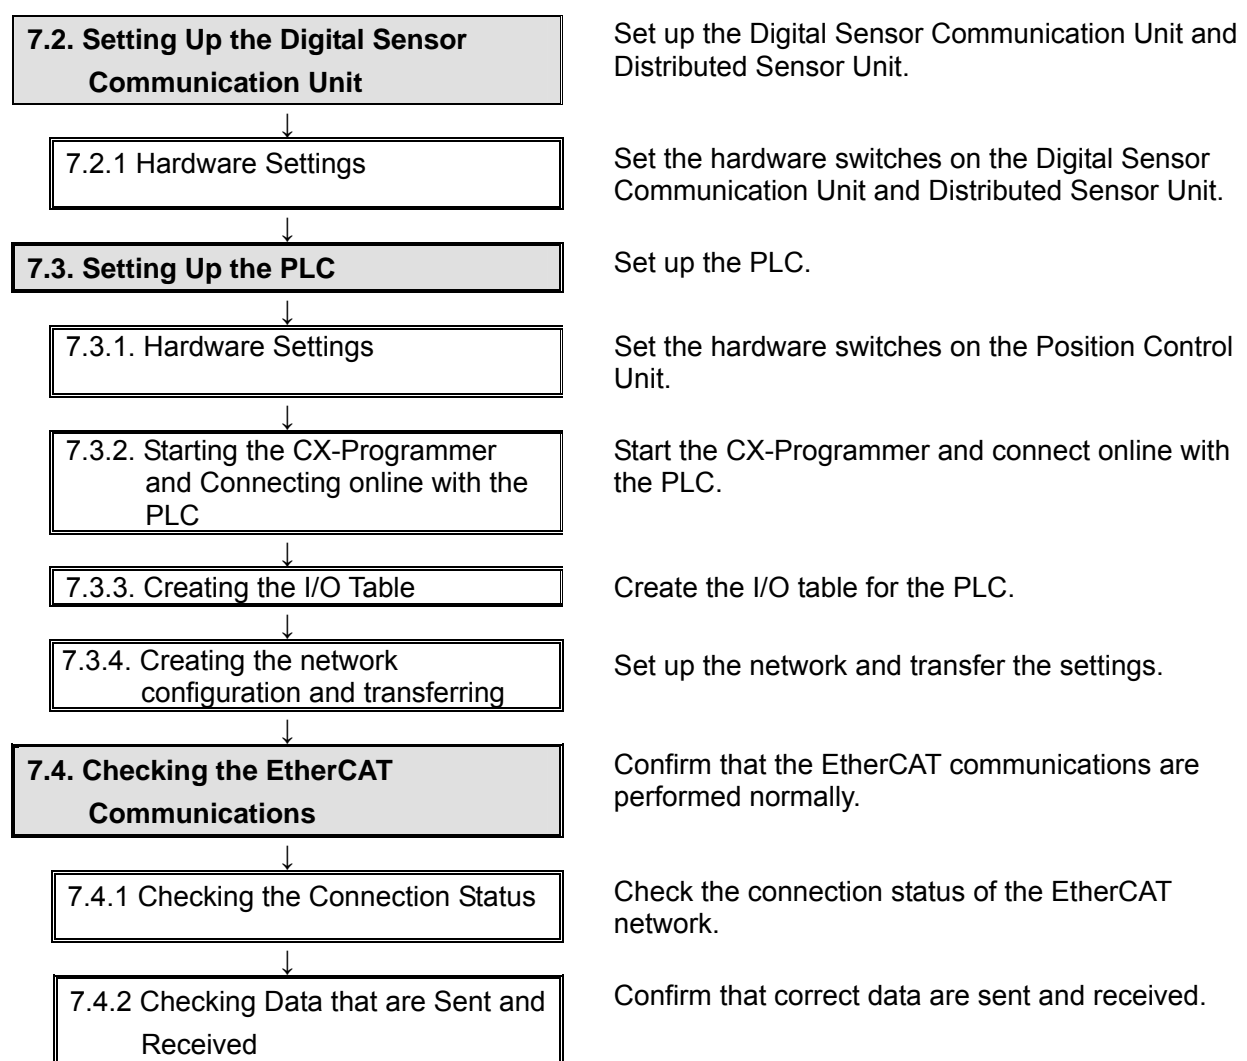 7.2. Setting Up the Digital Sensor
Communication Unit
Set up the Digital Sensor Communication Unit and
Distributed Sensor Unit.
↓
7.2.1 Hardware Settings
Set the hardware switches on the Digital Sensor
Communication Unit and Distributed Sensor Unit.
↓
7.3. Setting Up the PLC
Set up the PLC.
↓
7.3.1. Hardware Settings
Set the hardware switches on the Position Control
Unit.
↓
7.3.2. Starting the CX-Programmer
and Connecting online with the
PLC
Start the CX-Programmer and connect online with
the PLC.
↓
7.3.3. Creating the I/O Table
Create the I/O table for the PLC.
↓
7.3.4. Creating the network
configuration and transferring
Set up the network and transfer the settings.
↓
7.4. Checking the EtherCAT
Communications
Confirm that the EtherCAT communications are
performed normally.
↓
7.4.1 Checking the Connection Status
Check the connection status of the EtherCAT
network.
↓
7.4.2 Checking Data that are Sent and
Received
Confirm that correct data are sent and received.